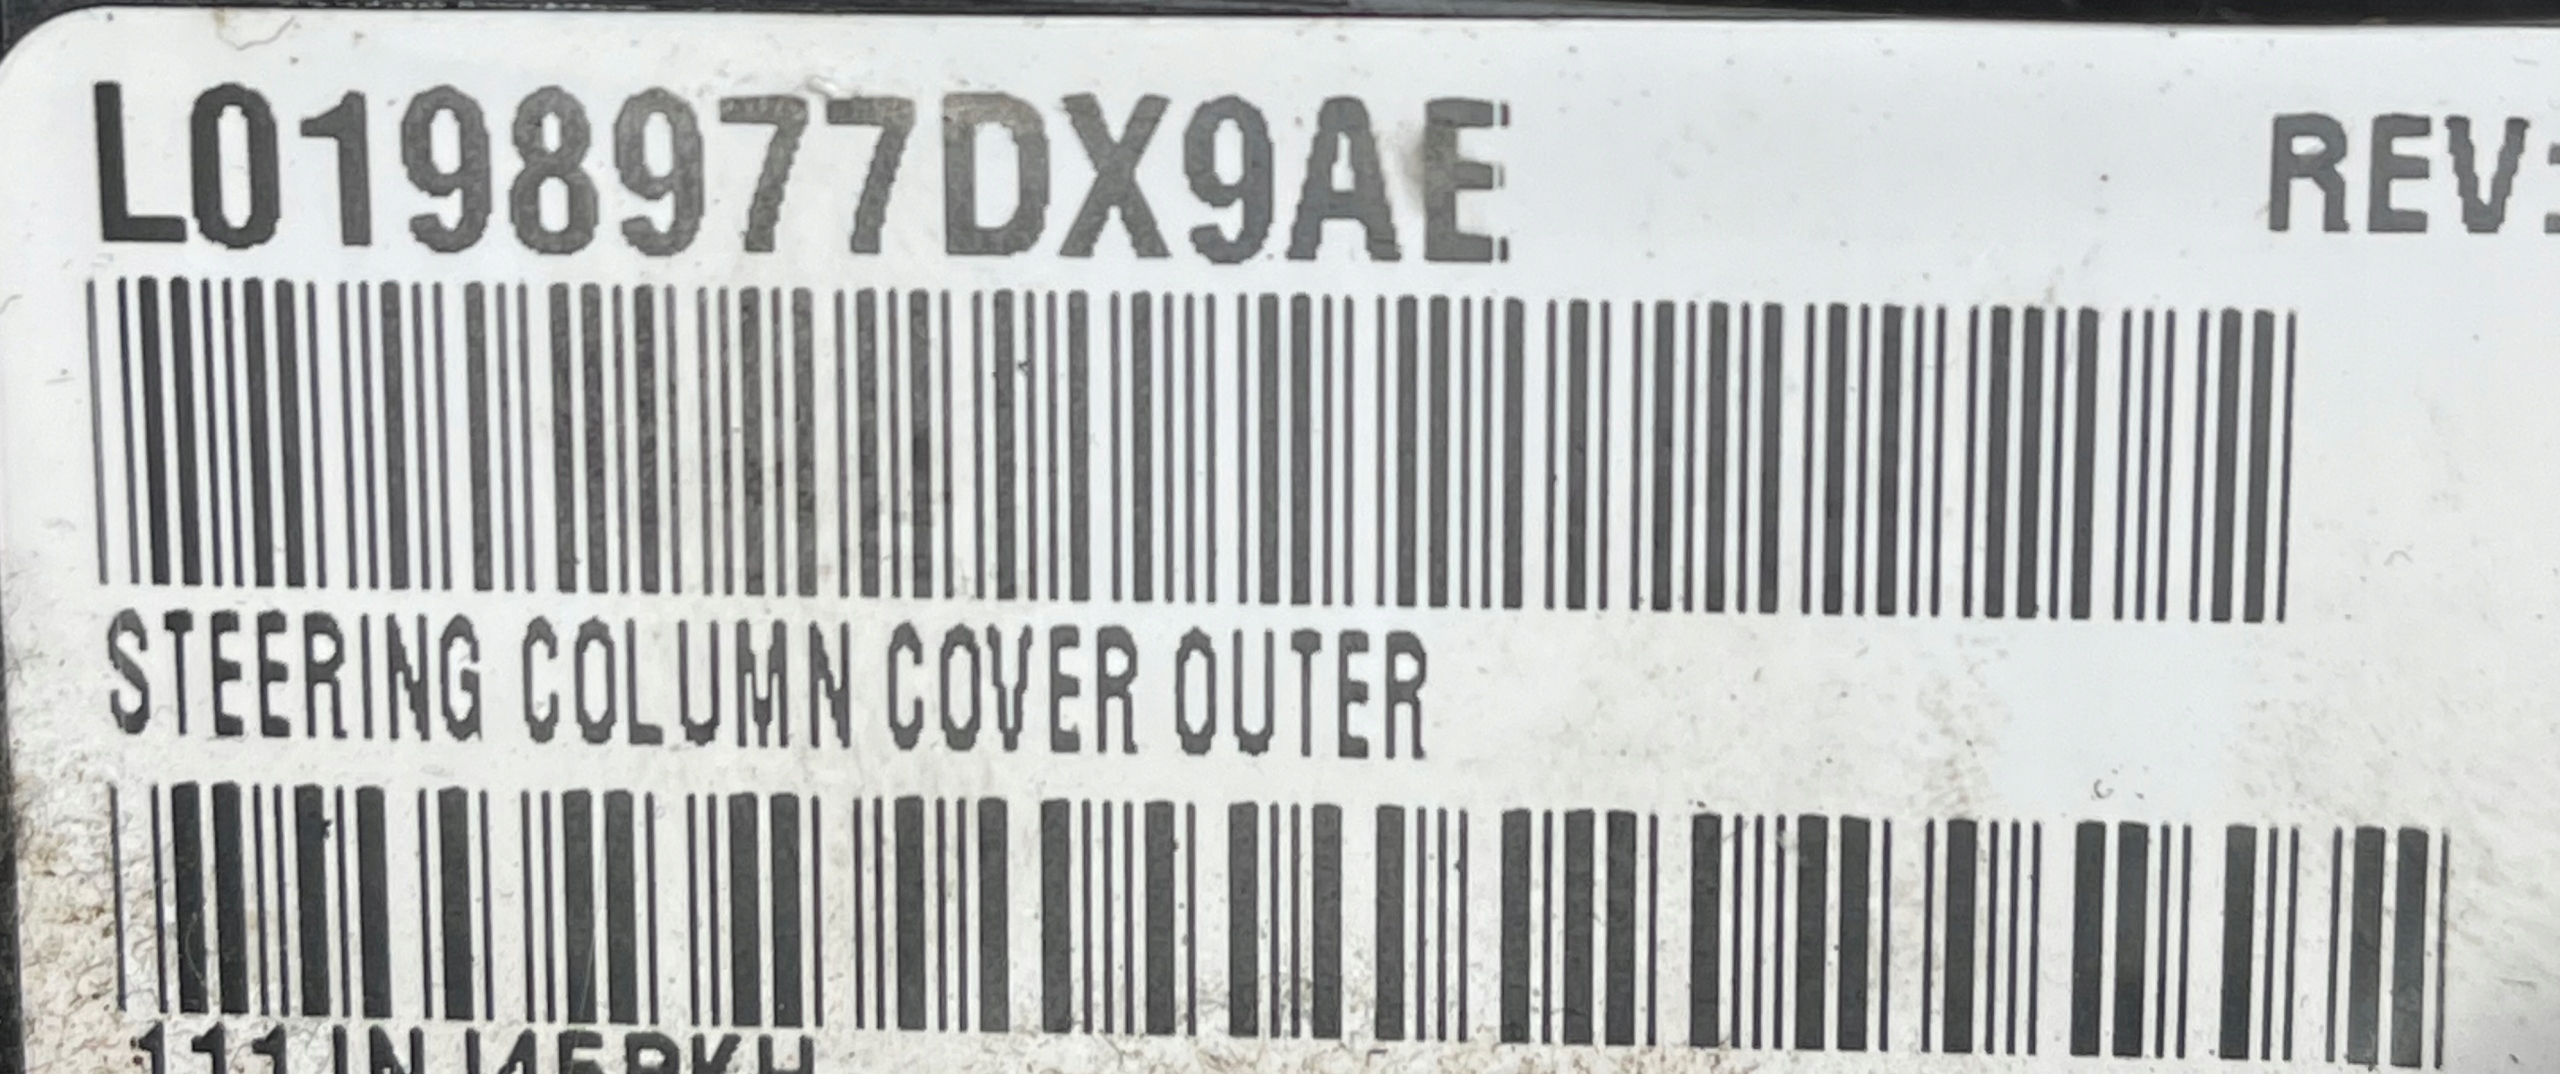 L0198977DX9AE REV:
STEERING COLUMN COVER OUTER